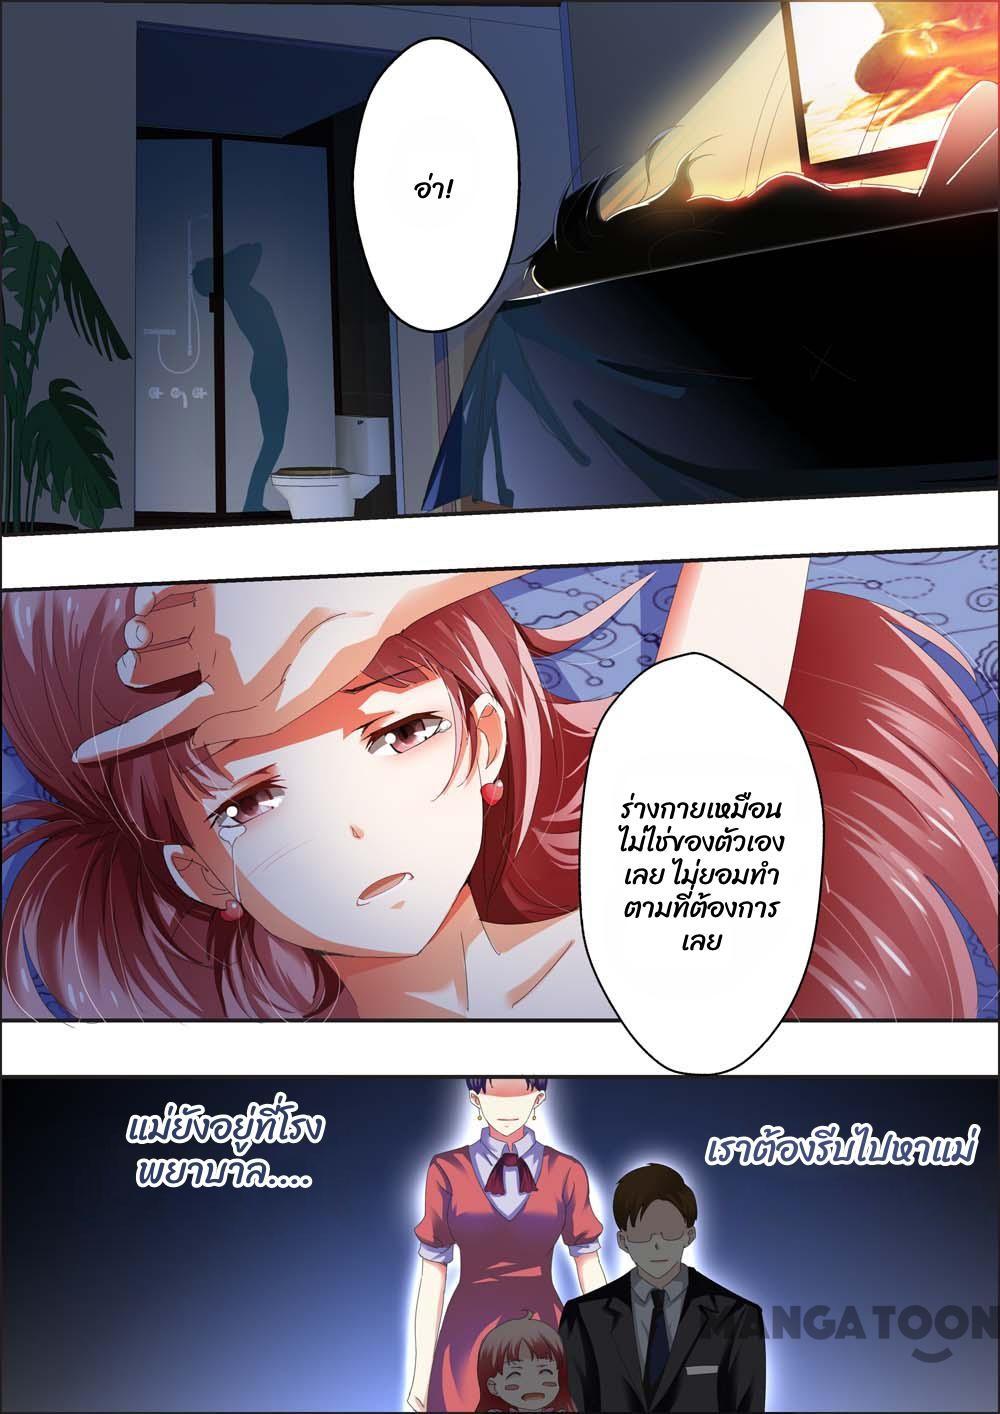 อ่า!
ร่างกายเหมือน
ไม่ใช่ของตัวเอง
เลย ไม่ยอมทำ
ตามที่ต้องการ
เลย
แม่ยังอยู่ที่โรง
พยาบาล....
เราต้องรีบไปหาแม่
MANGATOON